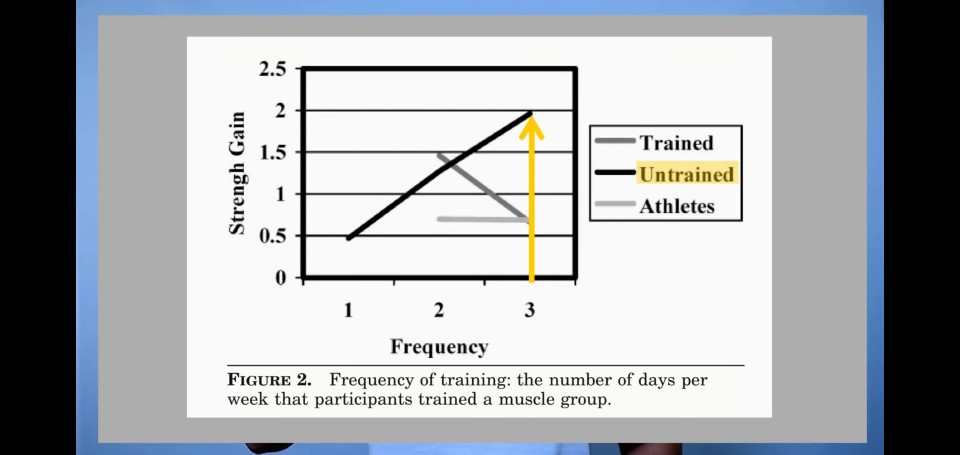 2.5
2
1.5
1
0.5
0
Strengh Gain
1 2 3
Frequency
Trained
Untrained
Athletes
FIGURE 2. Frequency of training: the number of days per
week that participants trained a muscle group.